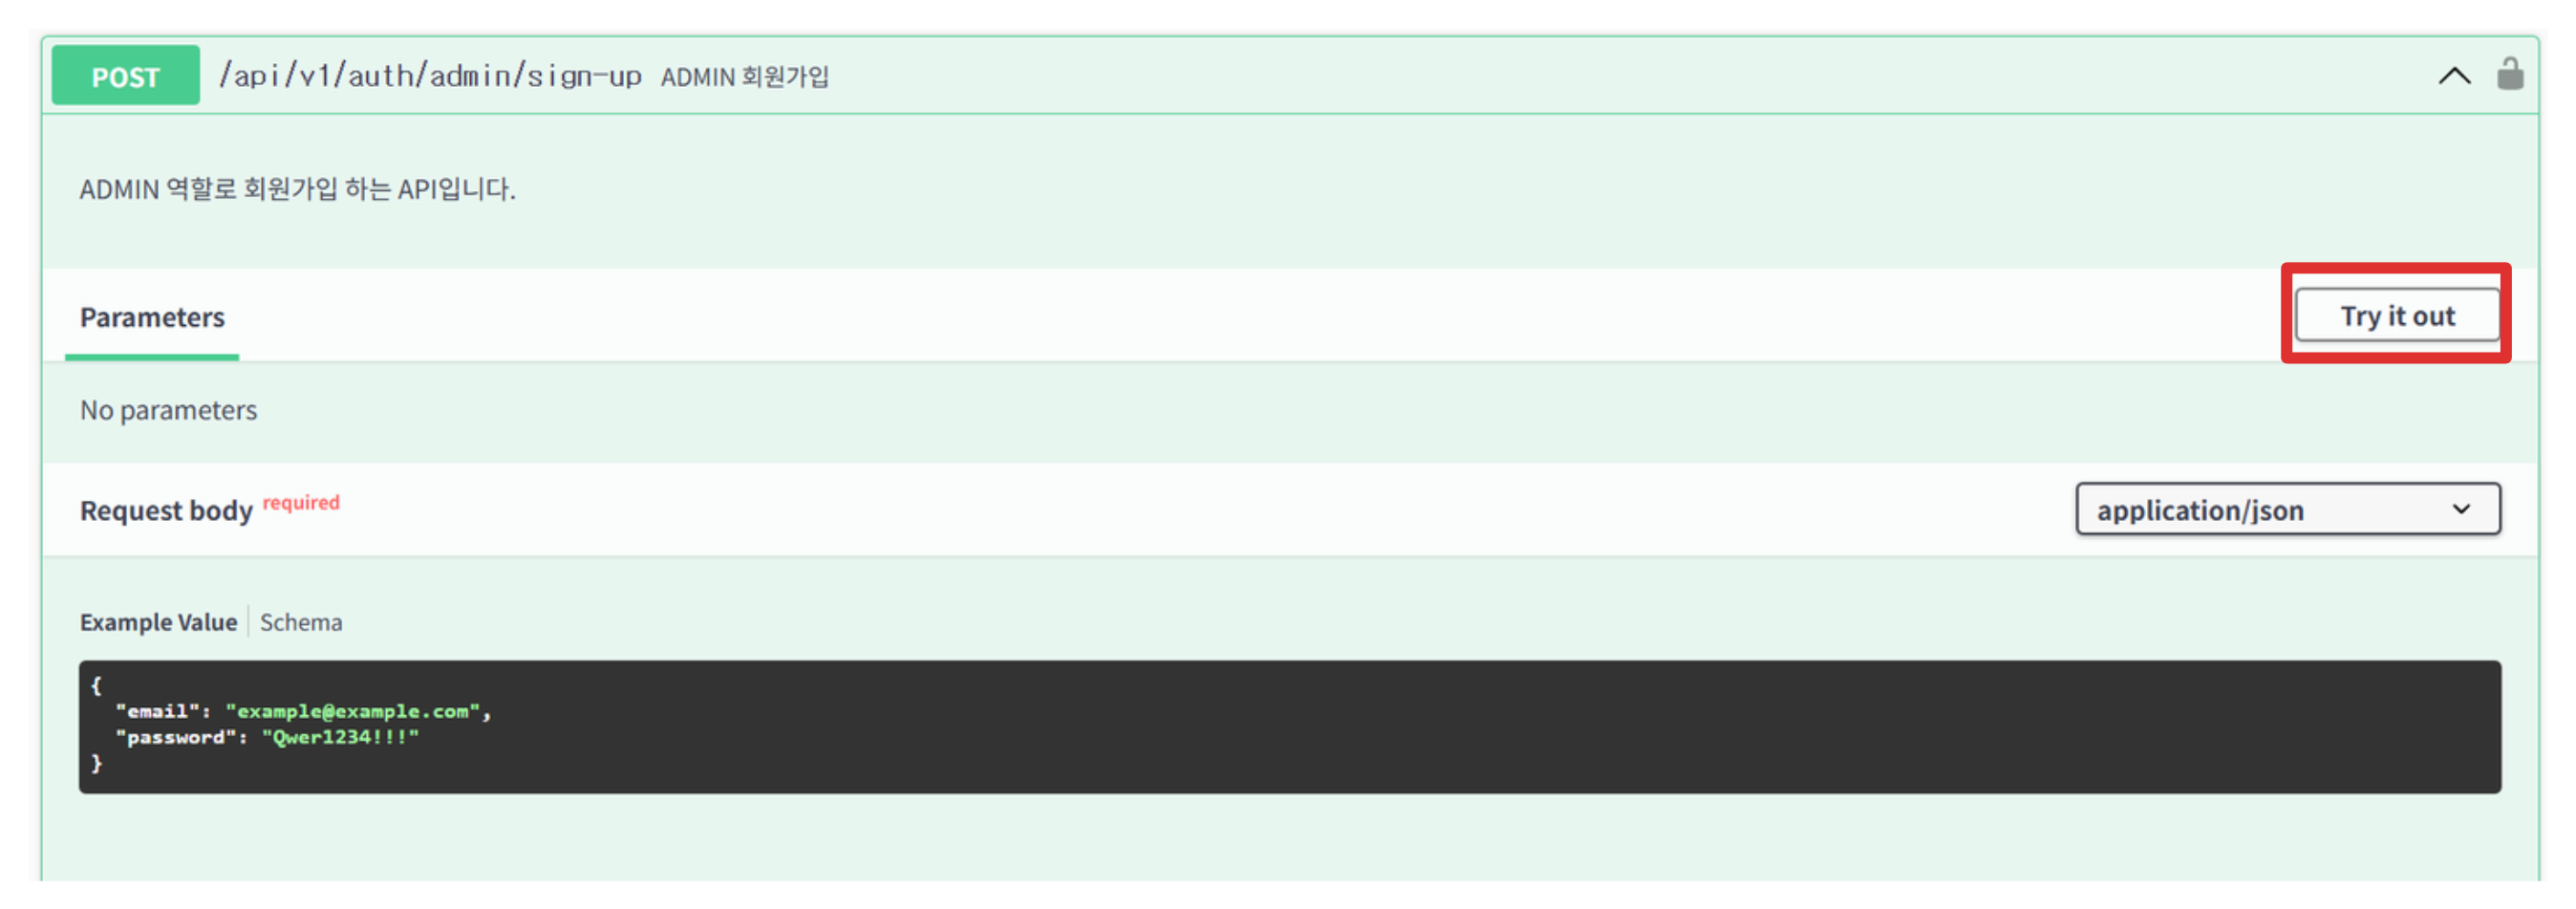 POST /api/v1/auth/admin/sign-up ADMIN 회원가입
ADMIN 역할로 회원가입 하는 API입니다.
Parameters
Try it out
No parameters
Request body required
application/json
Example Value Schema
{
"email": "example@example.com",
"password": "Qwer1234!!!"
}